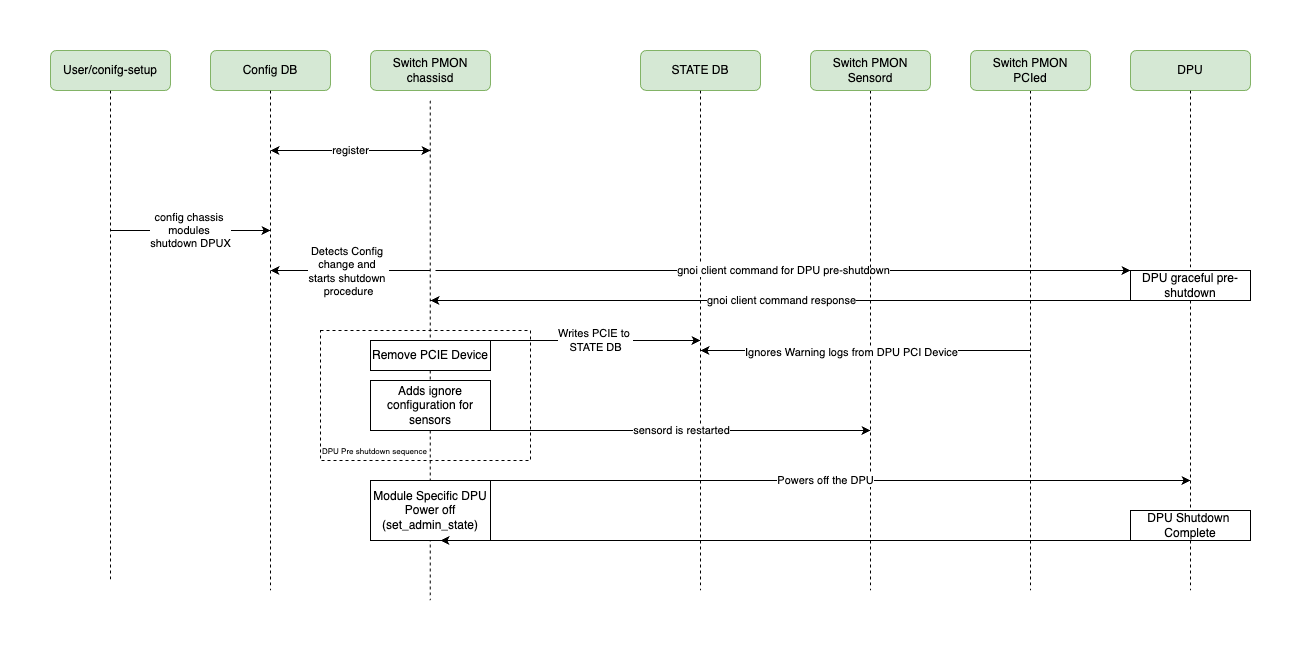 User/conifg-setup
Config DB
Switch PMON
chassisd
STATE DB
Switch PMON
Sensord
Switch PMON
PCIed
DPU
register
config chassis
modules
shutdown DPUX
Detects Config
change and
starts shutdown
procedure
gnoi client command for DPU pre-shutdown
DPU graceful pre-
shutdown
gnoi client command response
Writes PCIE to
STATE DB
Remove PCIE Device
Ignores Warning logs from DPU PCI Device
Adds ignore
configuration for
sensors
sensord is restarted
DPU Pre shutdown sequence
Powers off the DPU
Module Specific DPU
Power off
(set_admin_state)
DPU Shutdown
Complete